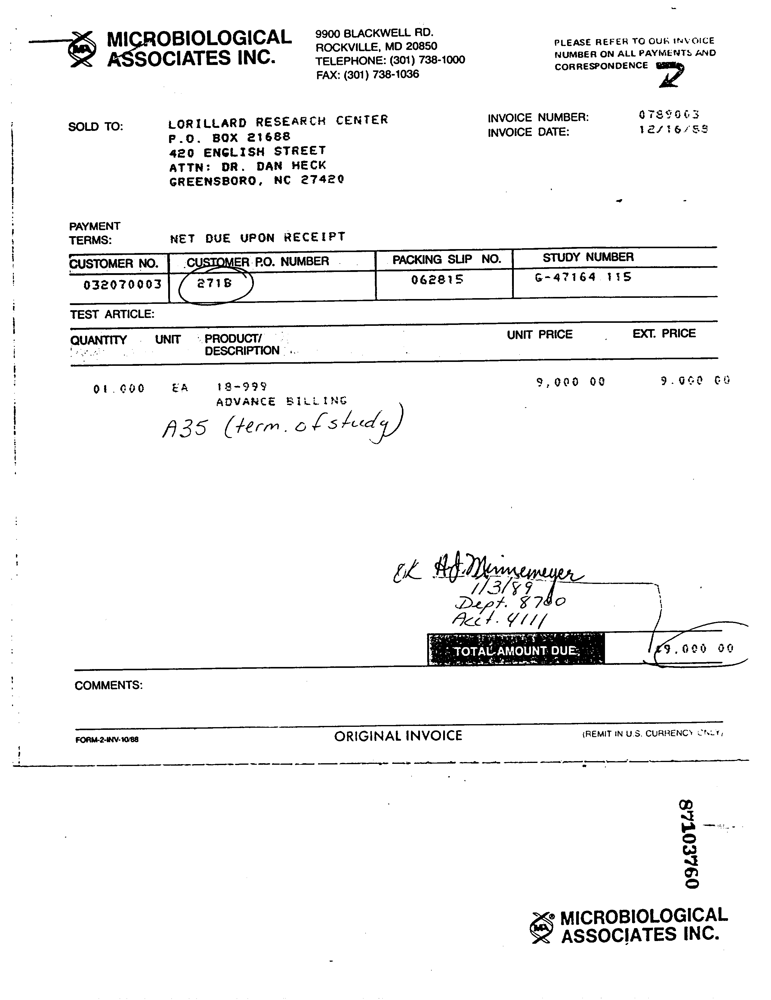 MICROBIOLOGICAL
ASSOCIATES INC.
9900 BLACKWELL RD.
ROCKVILLE, MD 20850
TELEPHONE: (301) 738-1000
FAX: (301) 738-1036
PLEASE REFER TO OUR INVOICE
NUMBER ON ALL PAYMENTS AND
CORRESPONDENCE
SOLD TO:
LORILLARD RESEARCH CENTER
P.O. BOX 21688
420 ENGLISH STREET
ATTN: DR. DAN HECK
GREENSBORO, NC 27420
INVOICE NUMBER: 0789063
INVOICE DATE: 12/16/88
PAYMENT
TERMS: NET DUE UPON RECEIPT
CUSTOMER NO. CUSTOMER P.O. NUMBER PACKING SLIP NO. STUDY NUMBER
032070003 271B 062815 G-47164 115
TEST ARTICLE:
QUANTITY UNIT PRODUCT/ UNIT PRICE EXT. PRICE
DESCRIPTION
01.000 EA 18-999 9,000 00 9.000 00
ADVANCE BILLING
A35 (term. of study)
OK A.J. Minnemeyer
1/3/89
Dept. 8700
Acct. 4111
TOTAL AMOUNT DUE: $9,000 00
COMMENTS:
FORM-2-INV-10/88 ORIGINAL INVOICE (REMIT IN U.S. CURRENCY ONLY)
87103760
MICROBIOLOGICAL
ASSOCIATES INC.